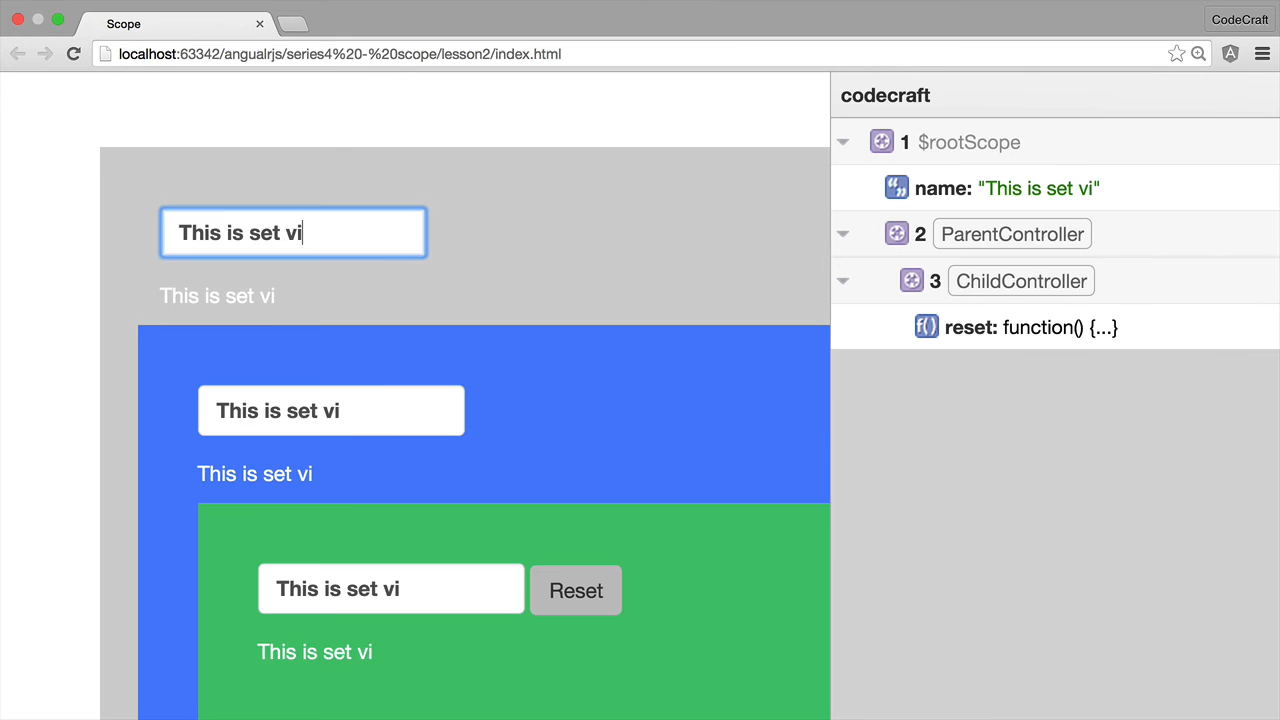 Scope
CodeCraft
localhost:63342/angualrjs/series4%20-%20scope/lesson2/index.html
codecraft
1 $rootScope
name: "This is set vi"
2 ParentController
3 ChildController
f() reset: function() {...}
This is set vi
This is set vi
This is set vi
This is set vi
This is set vi
Reset
This is set vi